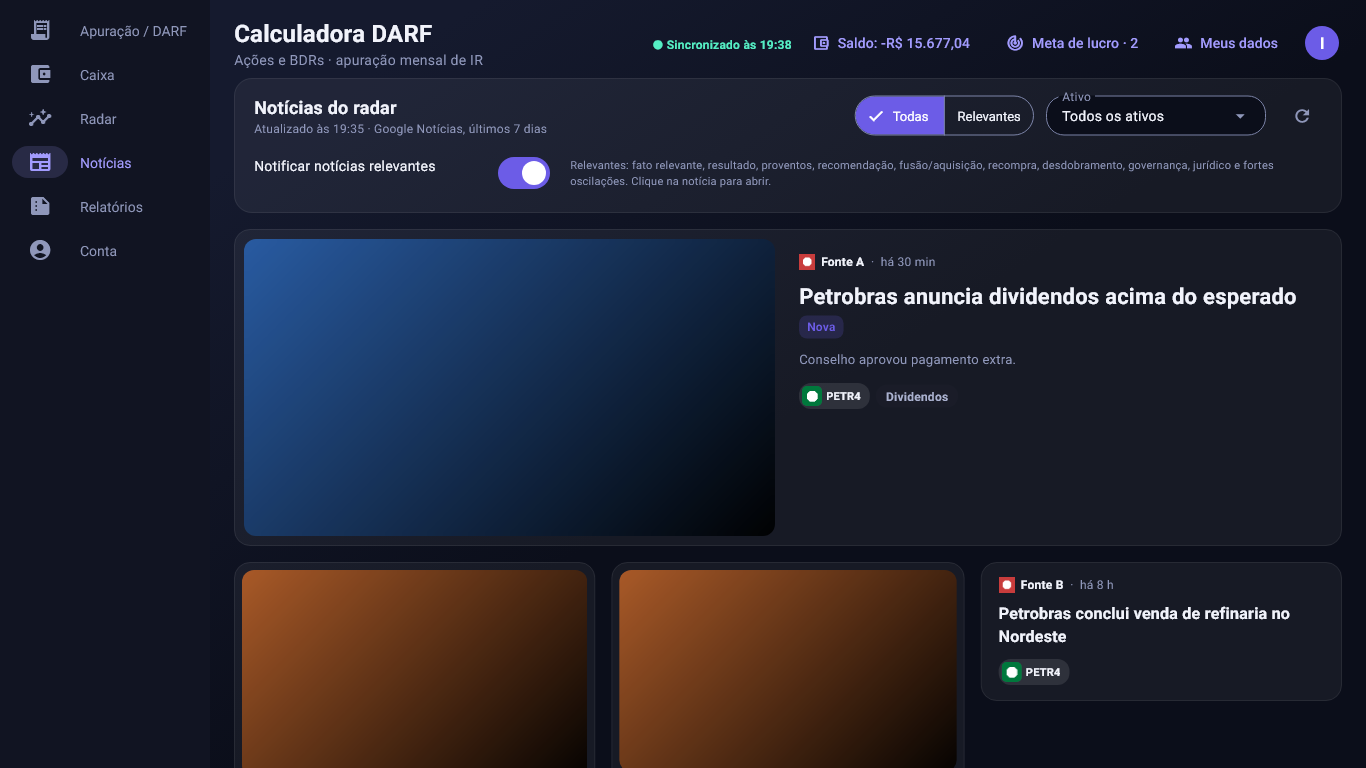 Apuração / DARF
Caixa
Radar
Notícias
Relatórios
Conta
Calculadora DARF
Ações e BDRs · apuração mensal de IR
Sincronizado às 19:38
Saldo: -R$ 15.677,04
Meta de lucro · 2
Meus dados
I
Notícias do radar
Atualizado às 19:35 · Google Notícias, últimos 7 dias
Todas
Relevantes
Ativo
Todos os ativos
Notificar notícias relevantes
Relevantes: fato relevante, resultado, proventos, recomendação, fusão/aquisição, recompra, desdobramento, governança, jurídico e fortes
oscilações. Clique na notícia para abrir.
Fonte A · há 30 min
Petrobras anuncia dividendos acima do esperado
Nova
Conselho aprovou pagamento extra.
PETR4
Dividendos
Fonte B · há 8 h
Petrobras conclui venda de refinaria no
Nordeste
PETR4